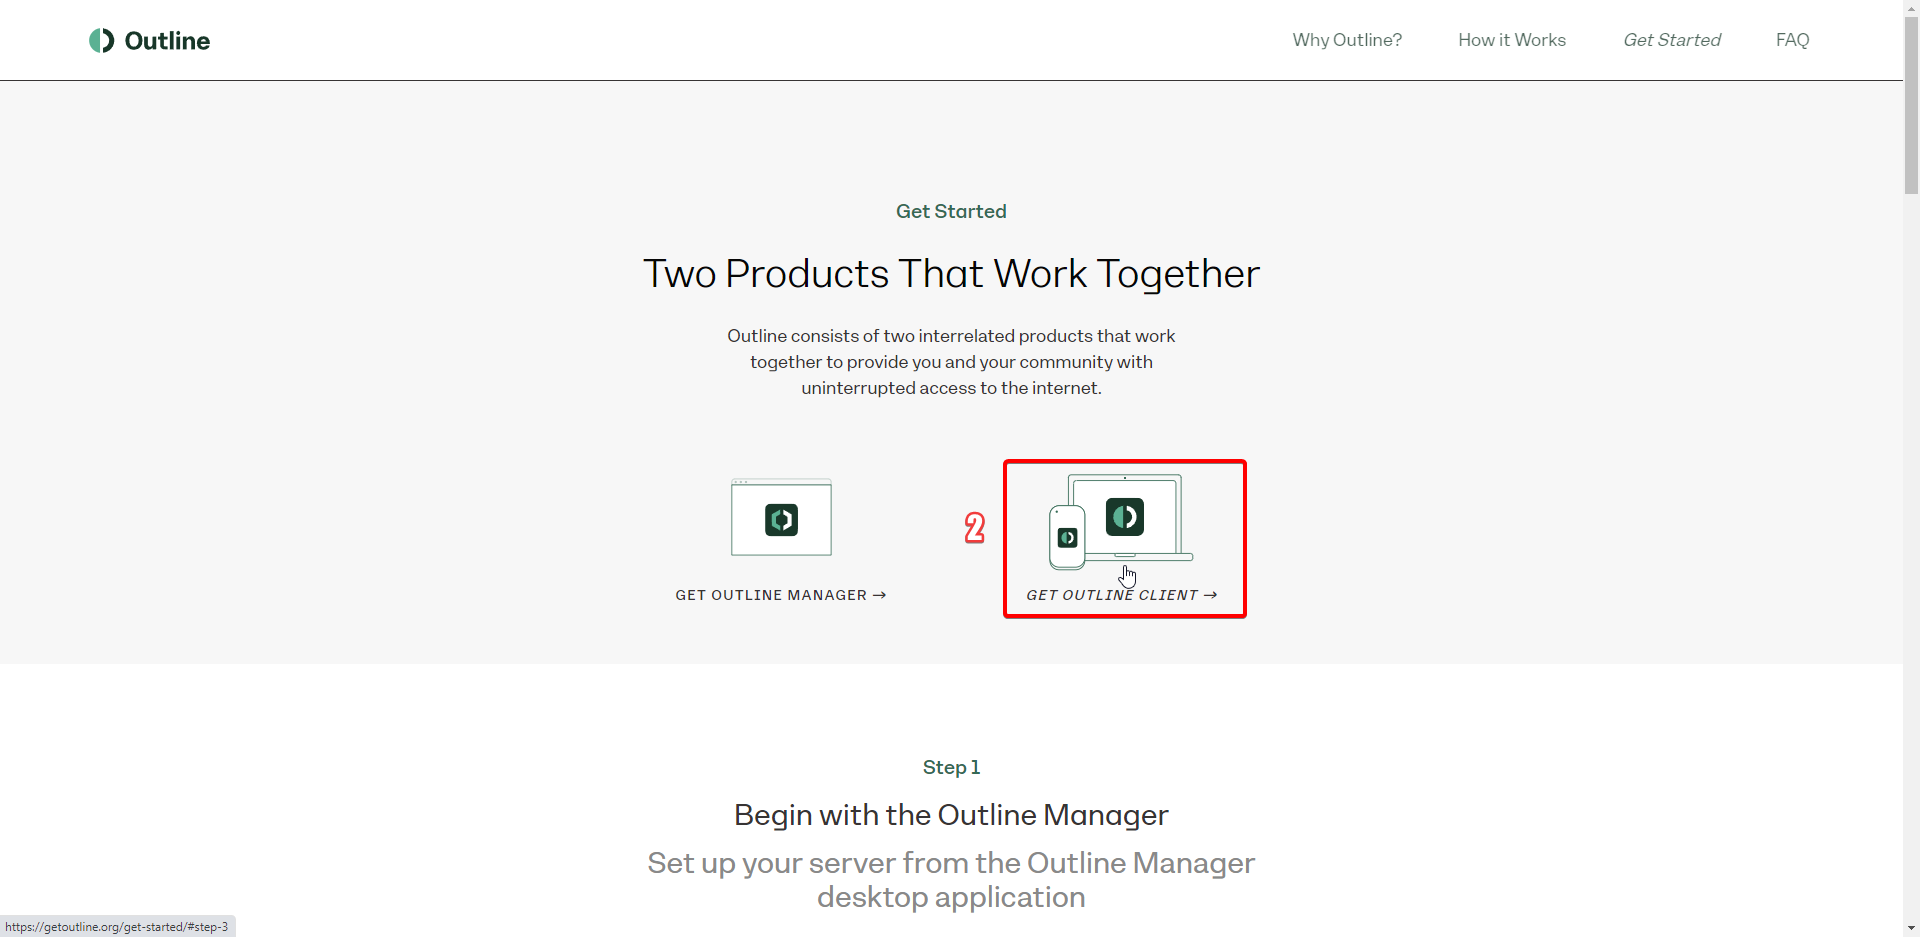 Outline
Why Outline?
How it Works
Get Started
FAQ
Get Started
Two Products That Work Together
Outline consists of two interrelated products that work
together to provide you and your community with
uninterrupted access to the internet.
2
GET OUTLINE MANAGER →
GET OUTLINE CLIENT →
Step 1
Begin with the Outline Manager
Set up your server from the Outline Manager
desktop application
https://getoutline.org/get-started/#step-3